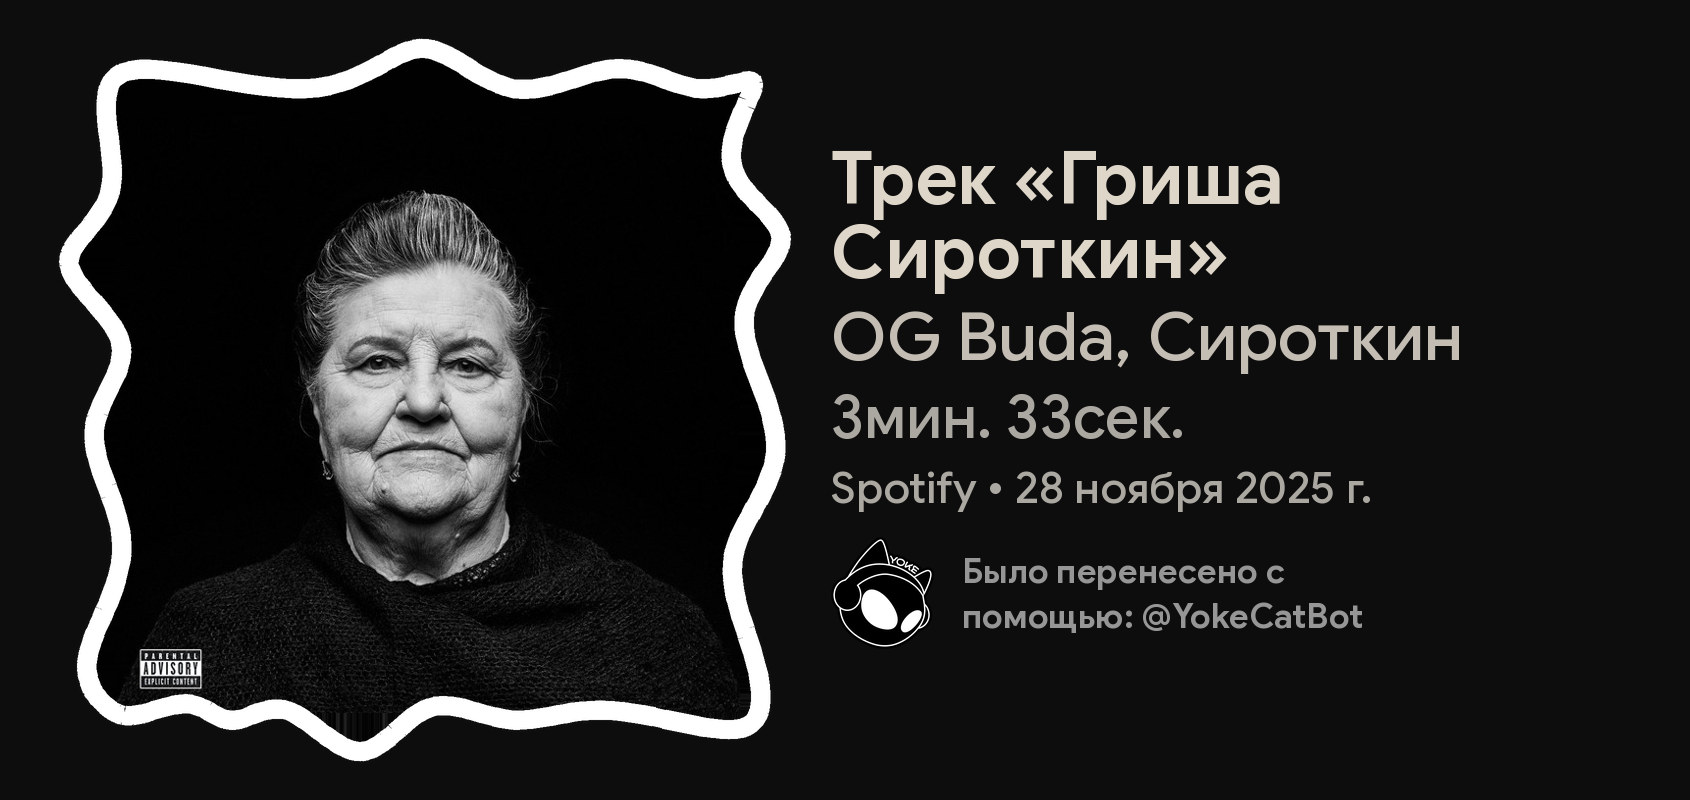 Трек «Гриша
Сироткин»
OG Buda, Сироткин
3мин. 33сек.
Spotify • 28 ноября 2025 г.
YOKE
Было перенесено с
помощью: @YokeCatBot
PARENTAL
ADVISORY
EXPLICIT CONTENT